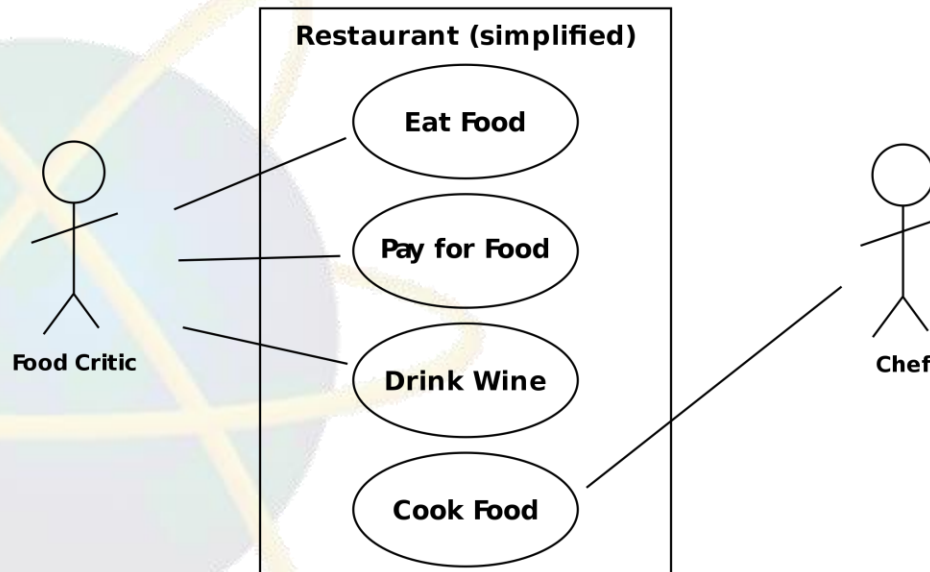 Restaurant (simplified)
Eat Food
Pay for Food
Drink Wine
Cook Food
Food Critic
Chef